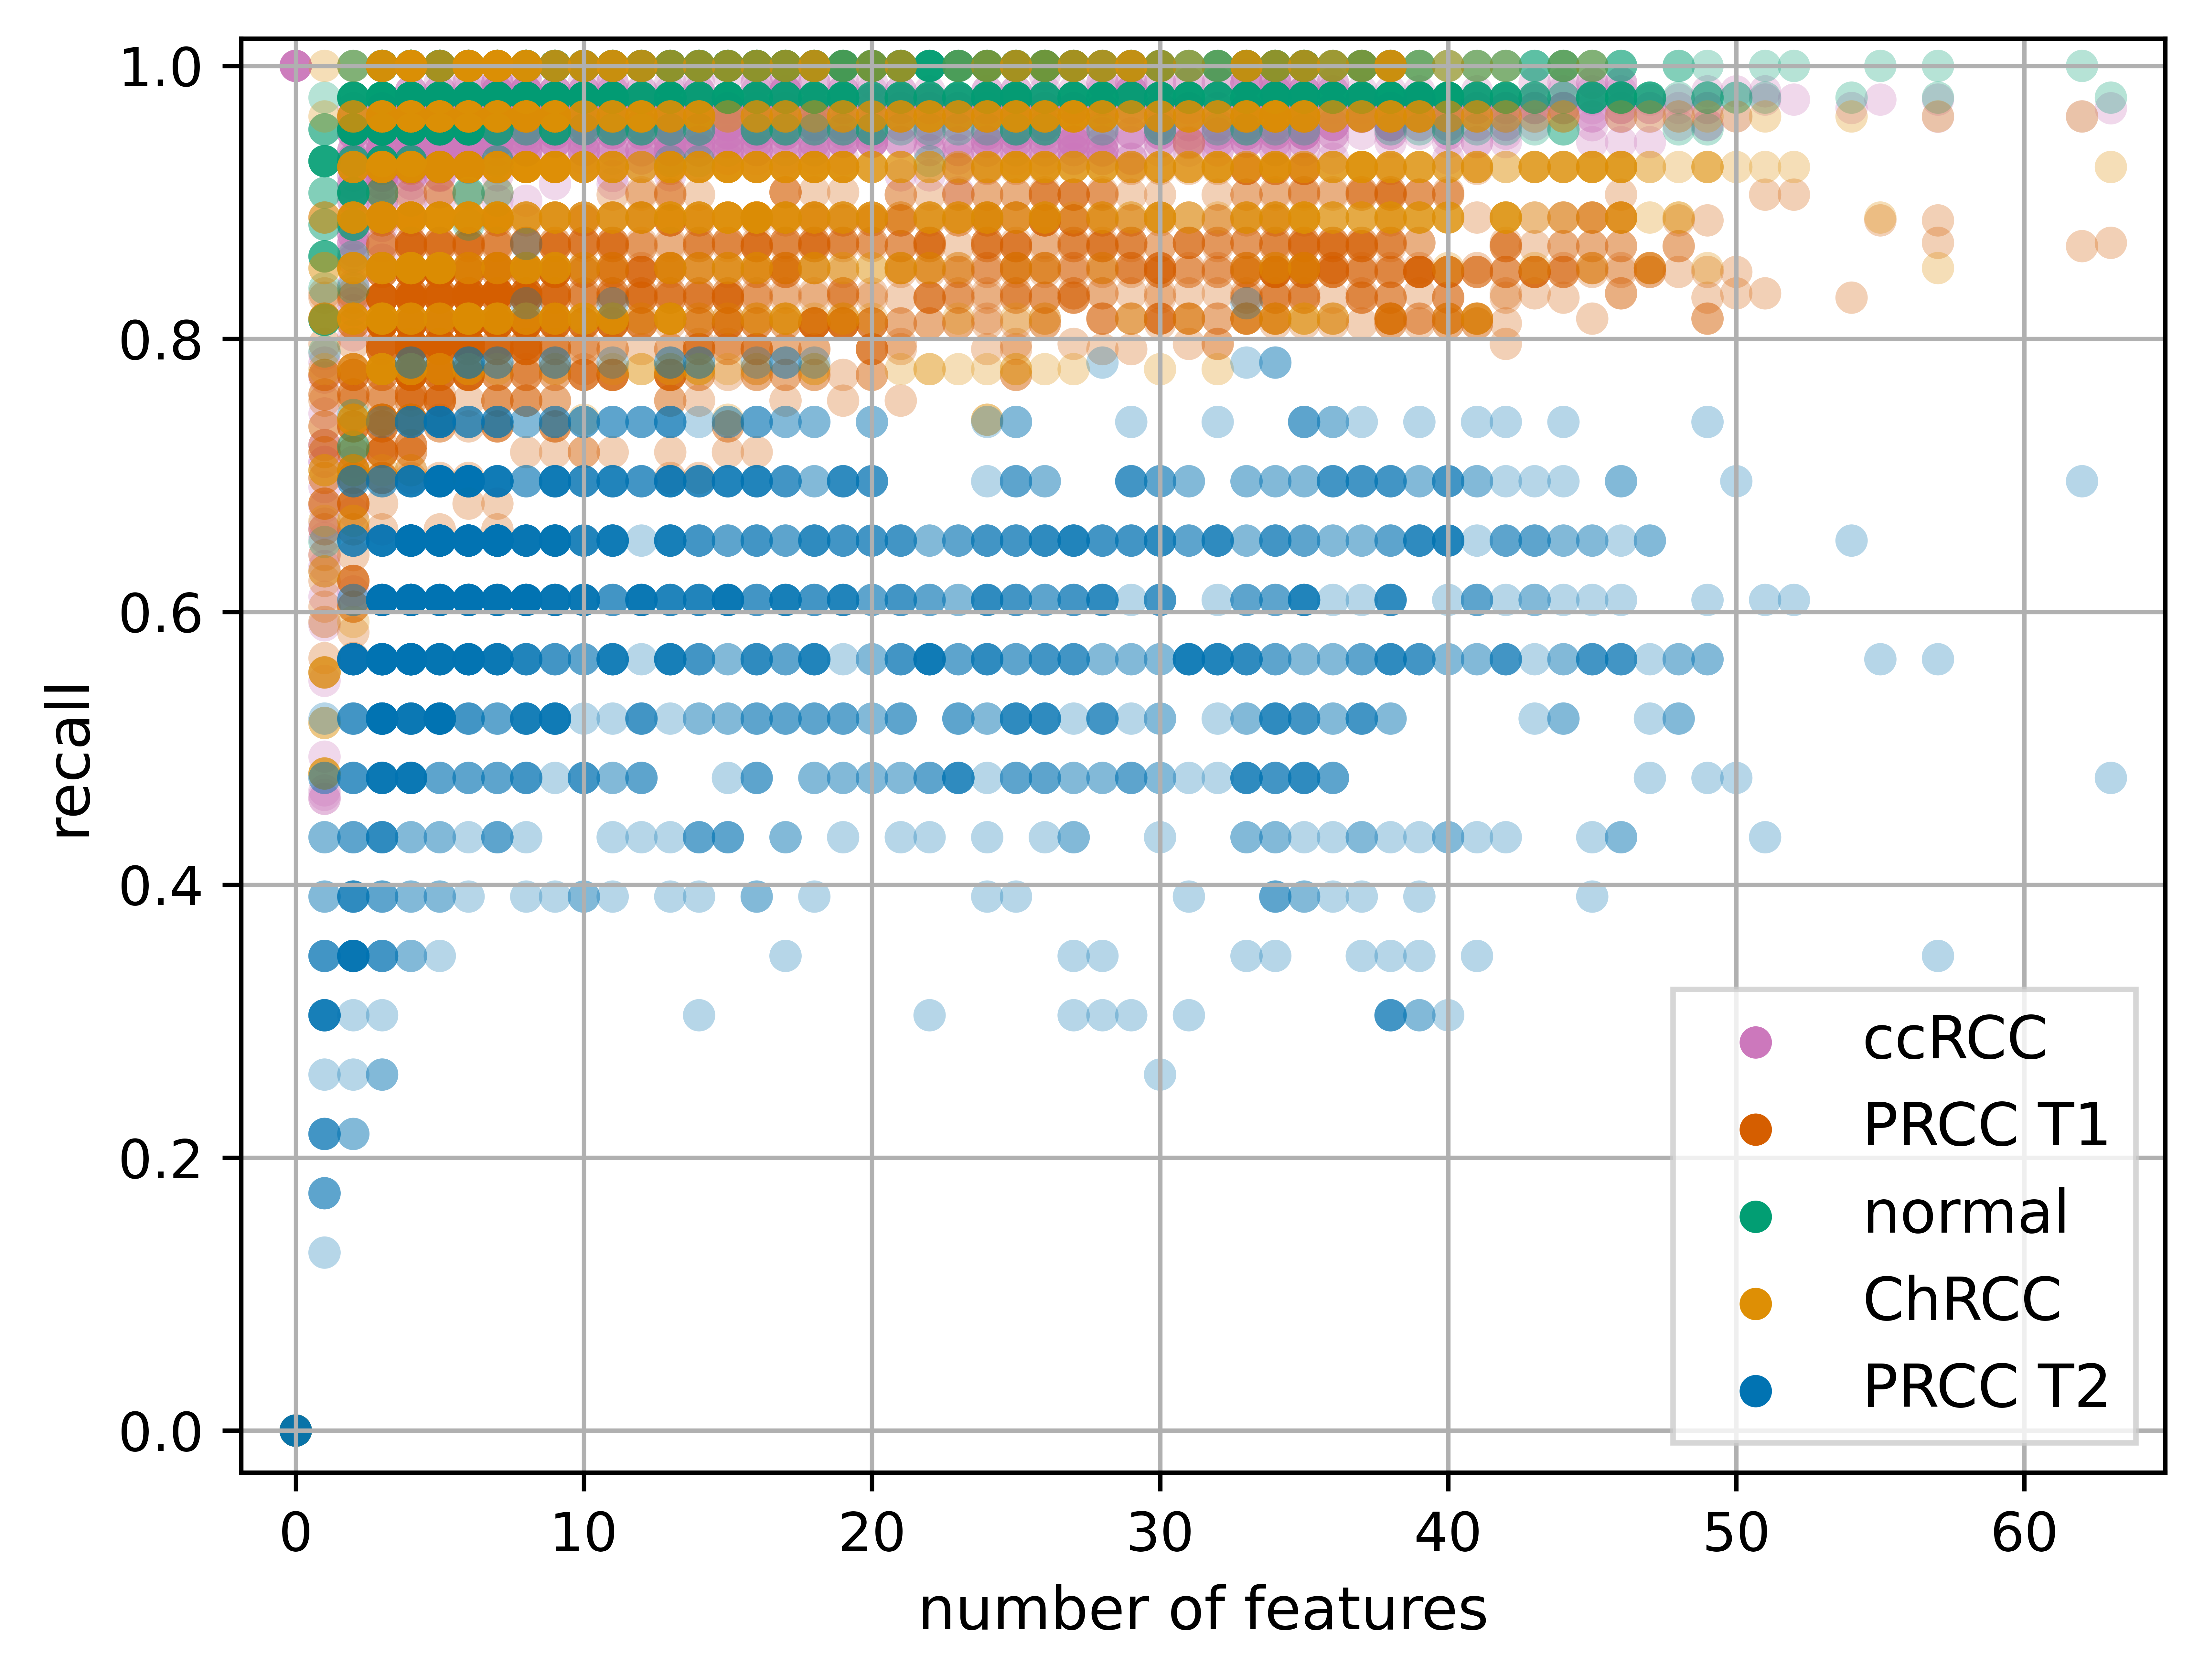 1.0
0.8
0.6
0.4
0.2
0.0
recall
0 10 20 30 40 50 60
number of features
ccRCC
PRCC T1
normal
ChRCC
PRCC T2